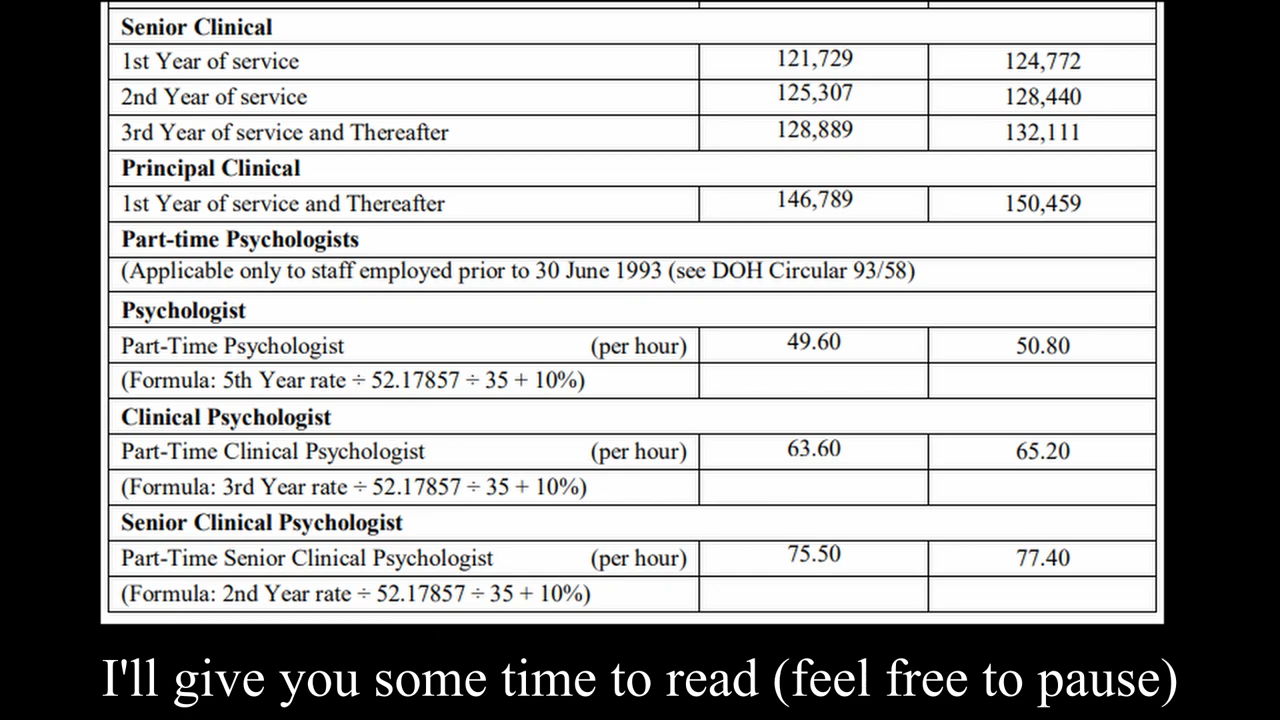 Senior Clinical
1st Year of service 121,729 124,772
2nd Year of service 125,307 128,440
3rd Year of service and Thereafter 128,889 132,111
Principal Clinical
1st Year of service and Thereafter 146,789 150,459
Part-time Psychologists
(Applicable only to staff employed prior to 30 June 1993 (see DOH Circular 93/58)
Psychologist
Part-Time Psychologist (per hour) 49.60 50.80
(Formula: 5th Year rate ÷ 52.17857 ÷ 35 + 10%)
Clinical Psychologist
Part-Time Clinical Psychologist (per hour) 63.60 65.20
(Formula: 3rd Year rate ÷ 52.17857 ÷ 35 + 10%)
Senior Clinical Psychologist
Part-Time Senior Clinical Psychologist (per hour) 75.50 77.40
(Formula: 2nd Year rate ÷ 52.17857 ÷ 35 + 10%)
I'll give you some time to read (feel free to pause)